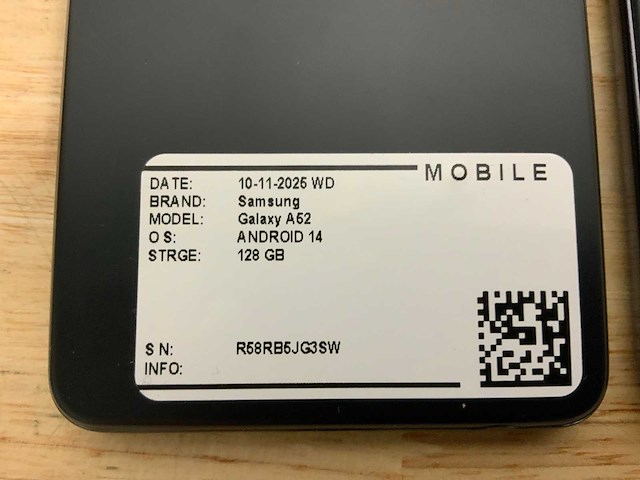 MOBILE
DATE: 10-11-2025 WD
BRAND: Samsung
MODEL: Galaxy A52
O S: ANDROID 14
STRGE: 128 GB
S N: R58RB5JG3SW
INFO: